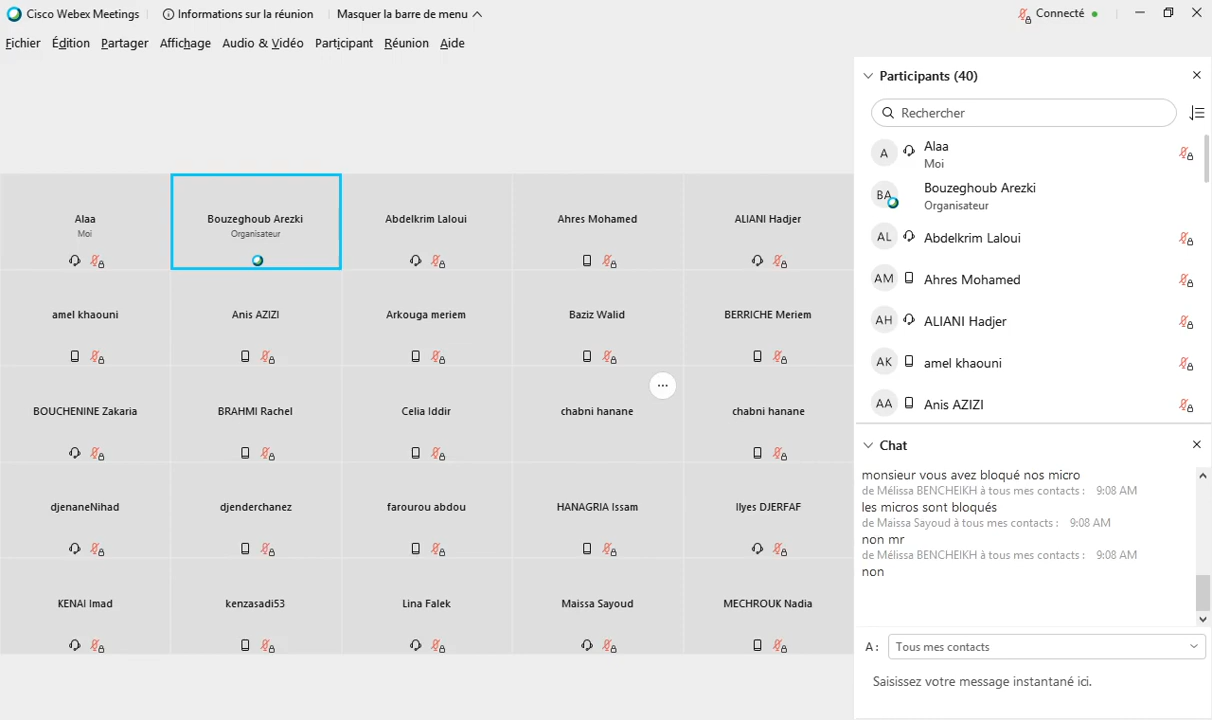 Cisco Webex Meetings
Informations sur la réunion
Masquer la barre de menu
Connecté
Fichier Édition Partager Affichage Audio & Vidéo Participant Réunion Aide
Alaa
Moi
Bouzeghoub Arezki
Organisateur
Abdelkrim Laloui
Ahres Mohamed
ALIANI Hadjer
amel khaouni
Anis AZIZI
Arkouga meriem
Baziz Walid
BERRICHE Meriem
BOUCHENINE Zakaria
BRAHMI Rachel
Celia Iddir
chabni hanane
chabni hanane
djenaneNihad
djenderchanez
farourou abdou
HANAGRIA Issam
Ilyes DJERFAF
KENAI Imad
kenzasadi53
Lina Falek
Maissa Sayoud
MECHROUK Nadia
Participants (40)
Rechercher
A Alaa
Moi
BA Bouzeghoub Arezki
Organisateur
AL Abdelkrim Laloui
AM Ahres Mohamed
AH ALIANI Hadjer
AK amel khaouni
AA Anis AZIZI
Chat
monsieur vous avez bloqué nos micro
de Mélissa BENCHEIKH à tous mes contacts : 9:08 AM
les micros sont bloqués
de Maissa Sayoud à tous mes contacts : 9:08 AM
non mr
de Mélissa BENCHEIKH à tous mes contacts : 9:08 AM
non
A : Tous mes contacts
Saisissez votre message instantané ici.